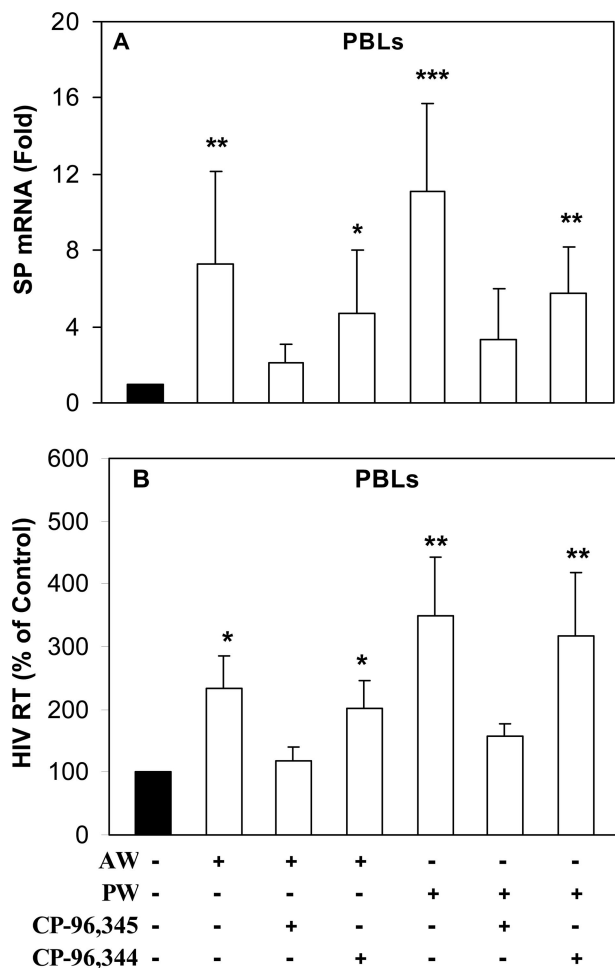 A PBLs
SP mRNA (Fold)
20
16
12
8
4
0
**
*
***
**
B PBLs
HIV RT (% of Control)
600
500
400
300
200
100
0
*
*
**
**
AW - + + + - - -
PW - - - - + + +
CP-96,345 - - + - - + -
CP-96,344 - - - + - - +